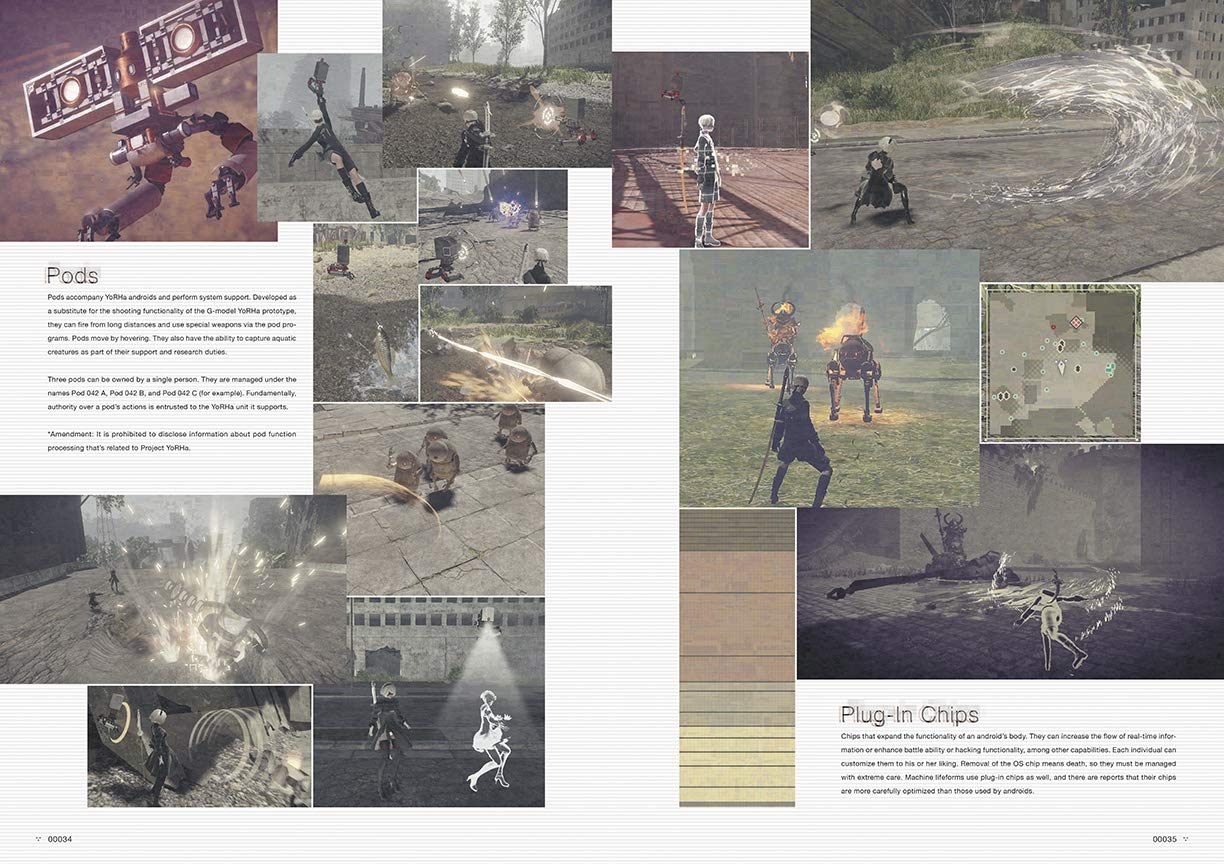 Pods
Pods accompany YoRHa androids and perform system support. Developed as
a substitute for the shooting functionality of the G-model YoRHa prototype,
they can fire from long distances and use special weapons via the pod pro-
grams. Pods move by hovering. They also have the ability to capture aquatic
creatures as part of their support and research duties.
Three pods can be owned by a single person. They are managed under the
names Pod 042 A, Pod 042 B, and Pod 042 C (for example). Fundamentally,
authority over a pod's actions is entrusted to the YoRHa unit it supports.
*Amendment: It is prohibited to disclose information about pod function
processing that's related to Project YoRHa.
00034
Plug-In Chips
Chips that expand the functionality of an android's body. They can increase the flow of real-time infor-
mation or enhance battle ability or hacking functionality, among other capabilities. Each individual can
customize them to his or her liking. Removal of the OS chip means death, so they must be managed
with extreme care. Machine lifeforms use plug-in chips as well, and there are reports that their chips
are more carefully optimized than those used by androids.
00035